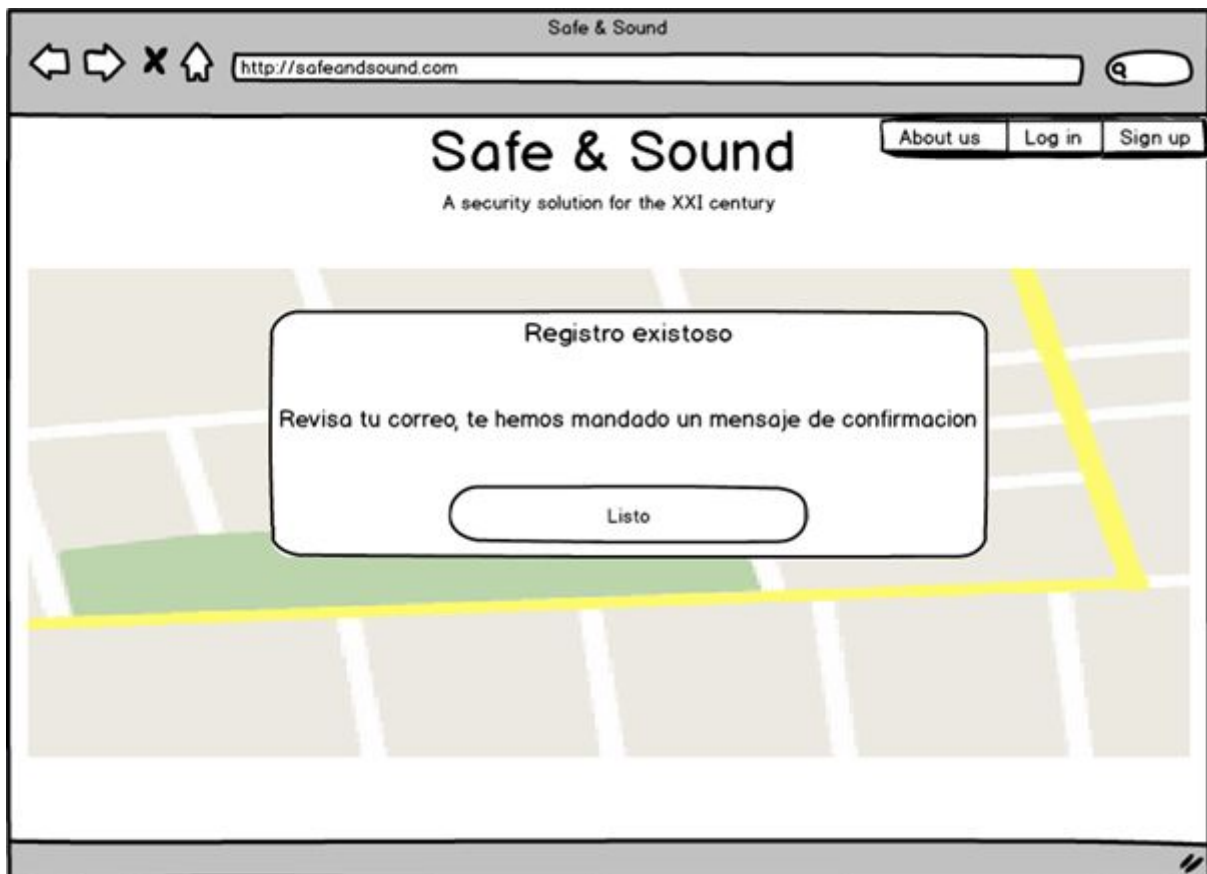 Safe & Sound
http://safeandsound.com
Safe & Sound
About us
Log in
Sign up
A security solution for the XXI century
Registro existoso
Revisa tu correo, te hemos mandado un mensaje de confirmacion
Listo